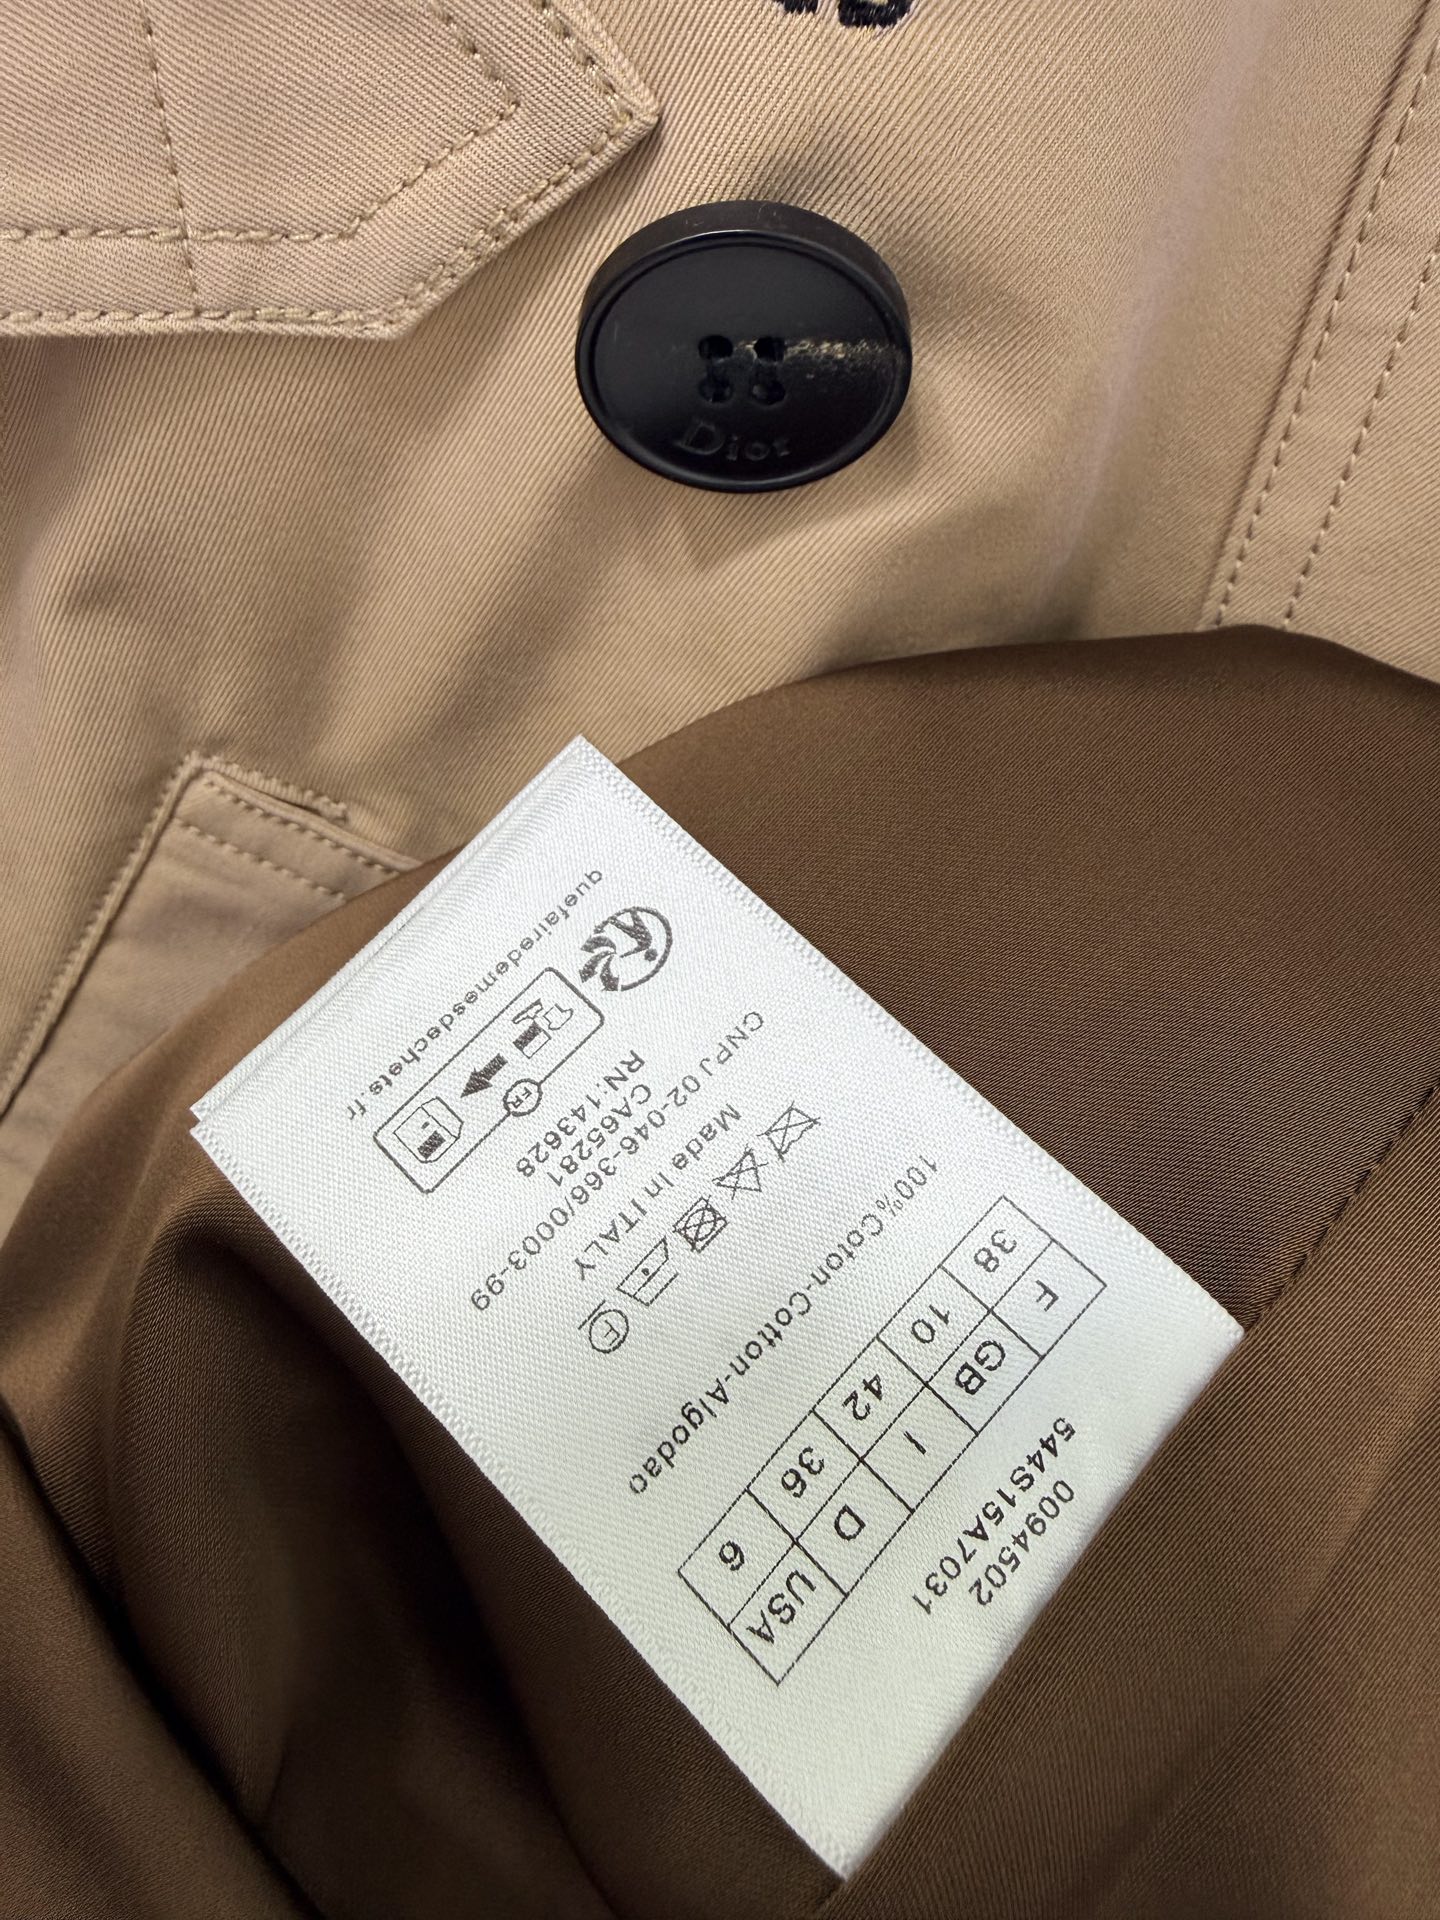 Dior
0094502
544S15A7031
F GB I D USA
38 10 42 36 6
100%Coton-Cotton-Algodao
Made In ITALY
CNPJ 02-046-366/0003-99
CA65281
RN:143628
FR
quefairedemesdechets.fr